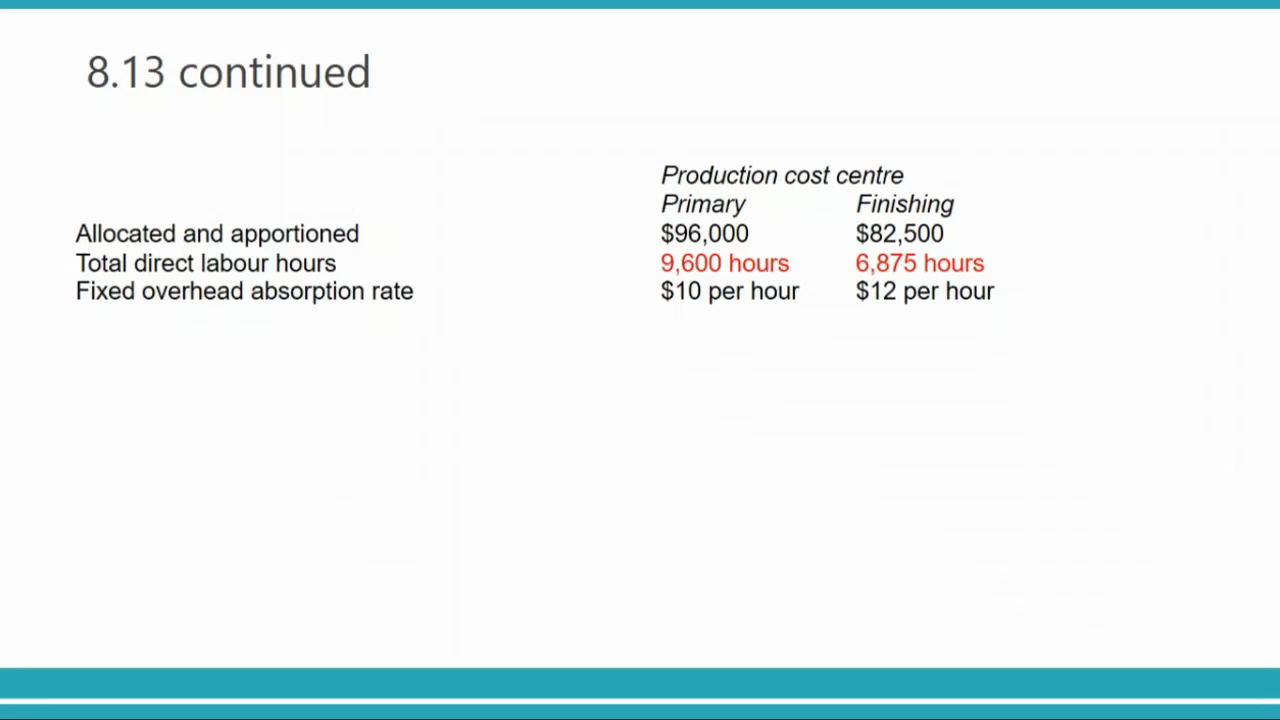 8.13 continued
Production cost centre
Primary Finishing
Allocated and apportioned $96,000 $82,500
Total direct labour hours 9,600 hours 6,875 hours
Fixed overhead absorption rate $10 per hour $12 per hour